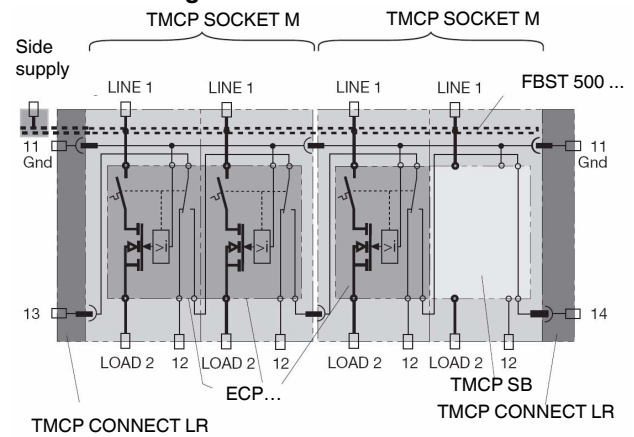 TMCP SOCKET M TMCP SOCKET M
Side
supply
LINE 1 LINE 1 LINE 1 LINE 1
FBST 500 ...
11
Gnd
11
Gnd
>i >i >i
13 14
LOAD 2 12 LOAD 2 12 LOAD 2 12 LOAD 2 12
ECP…
TMCP SB
TMCP CONNECT LR
TMCP CONNECT LR